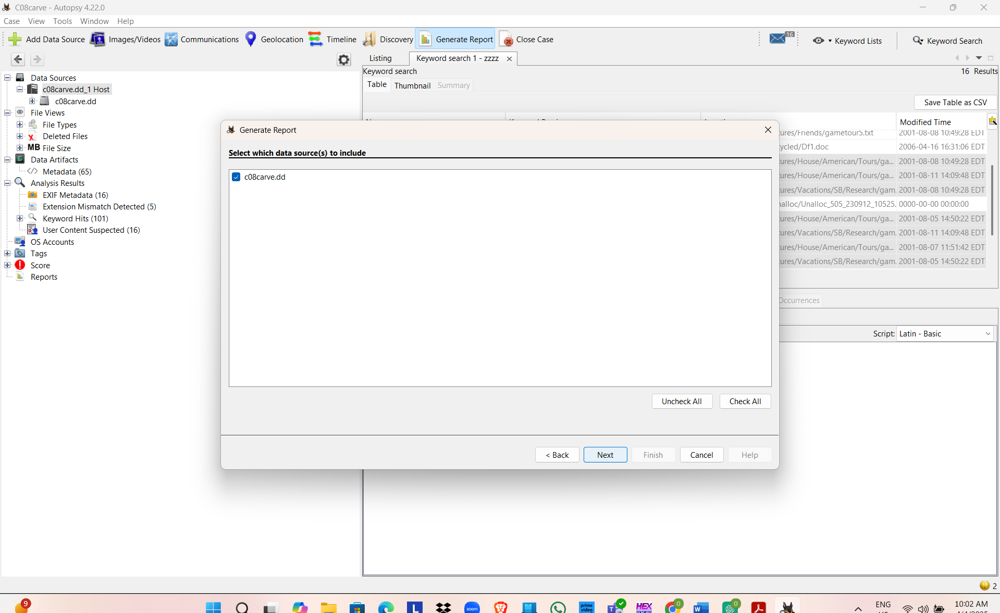 C08carve - Autopsy 4.22.0
Case View Tools Window Help
Add Data Source Images/Videos Communications Geolocation Timeline Discovery Generate Report Close Case 16 Keyword Lists Keyword Search
Listing Keyword search 1 - zzzz
Keyword search 16 Results
Table Thumbnail Summary
Save Table as CSV
Modified Time
Data Sources
c08carve.dd_1 Host
c08carve.dd
File Views
File Types
Deleted Files
MB File Size
Data Artifacts
Metadata (65)
Analysis Results
EXIF Metadata (16)
Extension Mismatch Detected (5)
Keyword Hits (101)
User Content Suspected (16)
OS Accounts
Tags
Score
Reports
Generate Report
Select which data source(s) to include
c08carve.dd
Uncheck All Check All
< Back Next Finish Cancel Help
ures/Friends/gametour5.txt 2001-08-08 10:49:28 EDT
ycled/Df1.doc 2006-04-16 16:31:06 EDT
ures/House/American/Tours/ga... 2001-08-08 10:49:28 EDT
ures/House/American/Tours/ga... 2001-08-11 14:09:48 EDT
ures/Vacations/SB/Research/gam. 2001-08-08 10:49:28 EDT
nalloc/Unalloc_505_230912_10525. 0000-00-00 00:00:00
ures/House/American/Tours/ga... 2001-08-05 14:50:22 EDT
ures/Vacations/SB/Research/gam. 2001-08-11 14:09:48 EDT
ures/House/American/Tours/ga... 2001-08-07 11:51:42 EDT
ures/Vacations/SB/Research/gam. 2001-08-05 14:50:22 EDT
Occurrences
Script: Latin - Basic
2
9 L zoom prime video HEX 0 W 0 ENG 10:02 AM